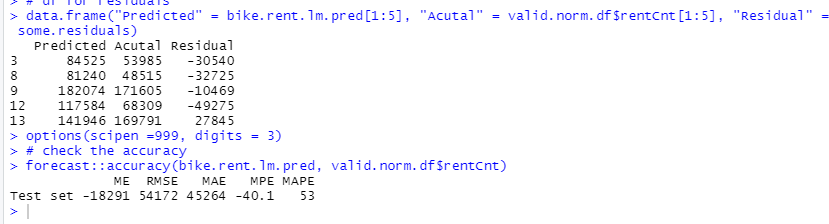 > # df for residuals
> data.frame("Predicted" = bike.rent.lm.pred[1:5], "Acutal" = valid.norm.df$rentCnt[1:5], "Residual" =
some.residuals)
Predicted Acutal Residual
3 84525 53985 -30540
8 81240 48515 -32725
9 182074 171605 -10469
12 117584 68309 -49275
13 141946 169791 27845
> options(scipen =999, digits = 3)
> # check the accuracy
> forecast::accuracy(bike.rent.lm.pred, valid.norm.df$rentCnt)
ME RMSE MAE MPE MAPE
Test set -18291 54172 45264 -40.1 53
>